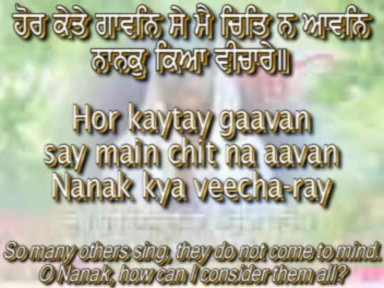 ਹੋਰ ਕੇਤੇ ਗਾਵਨਿ ਸੇ ਮੈ ਚਿਤਿ ਨ ਆਵਨਿ
ਨਾਨਕੁ ਕਿਆ ਵੀਚਾਰੇ॥
Hor kaytay gaavan
say main chit na aavan
Nanak kya veecha-ray
So many others sing, they do not come to mind.
O Nanak, how can I consider them all?